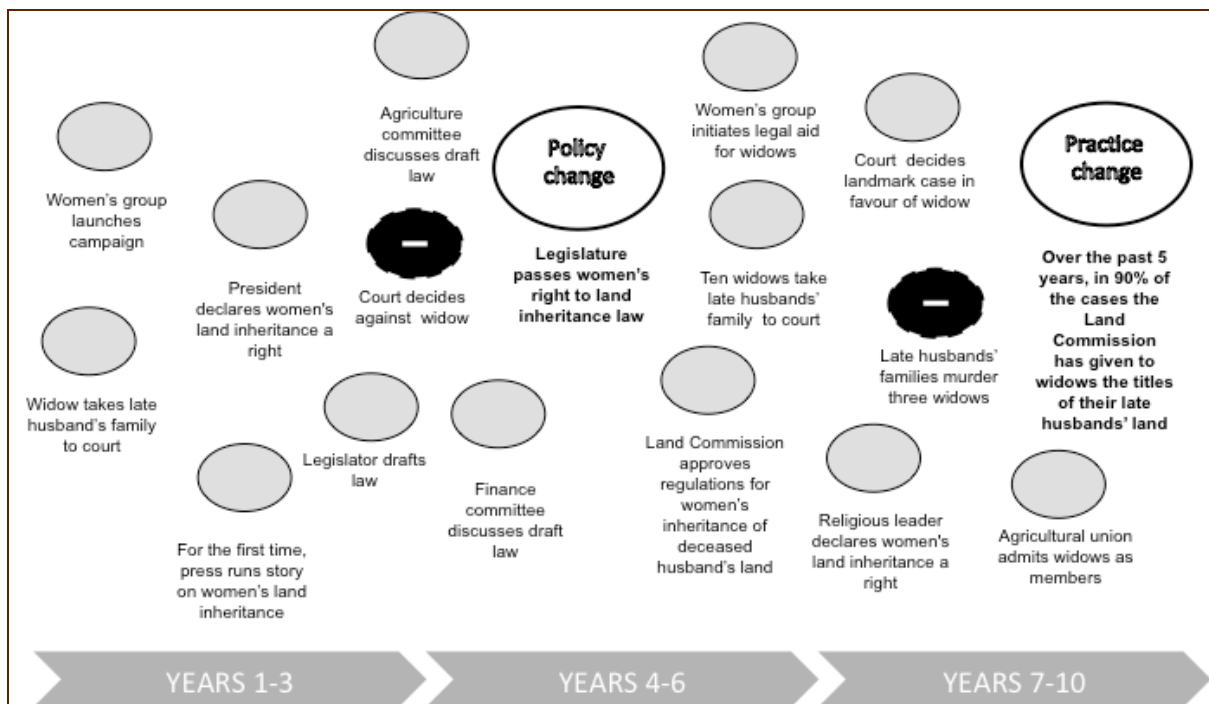 Women's group
launches
campaign
Widow takes late
husband's family
to court
President
declares women's
land inheritance a
right
For the first time,
press runs story
on women's land
inheritance
Agriculture
committee
discusses draft
law
–
Court decides
against widow
Legislator drafts
law
Finance
committee
discusses draft
law
Policy
change
Legislature
passes women's
right to land
inheritance law
Women's group
initiates legal aid
for widows
Ten widows take
late husbands'
family to court
Land Commission
approves
regulations for
women's
inheritance of
deceased
husband's land
Court decides
landmark case in
favour of widow
–
Late husbands'
families murder
three widows
Religious leader
declares women's
land inheritance a
right
Practice
change
Over the past 5
years, in 90% of
the cases the
Land
Commission
has given to
widows the titles
of their late
husbands' land
Agricultural union
admits widows as
members
YEARS 1-3
YEARS 4-6
YEARS 7-10